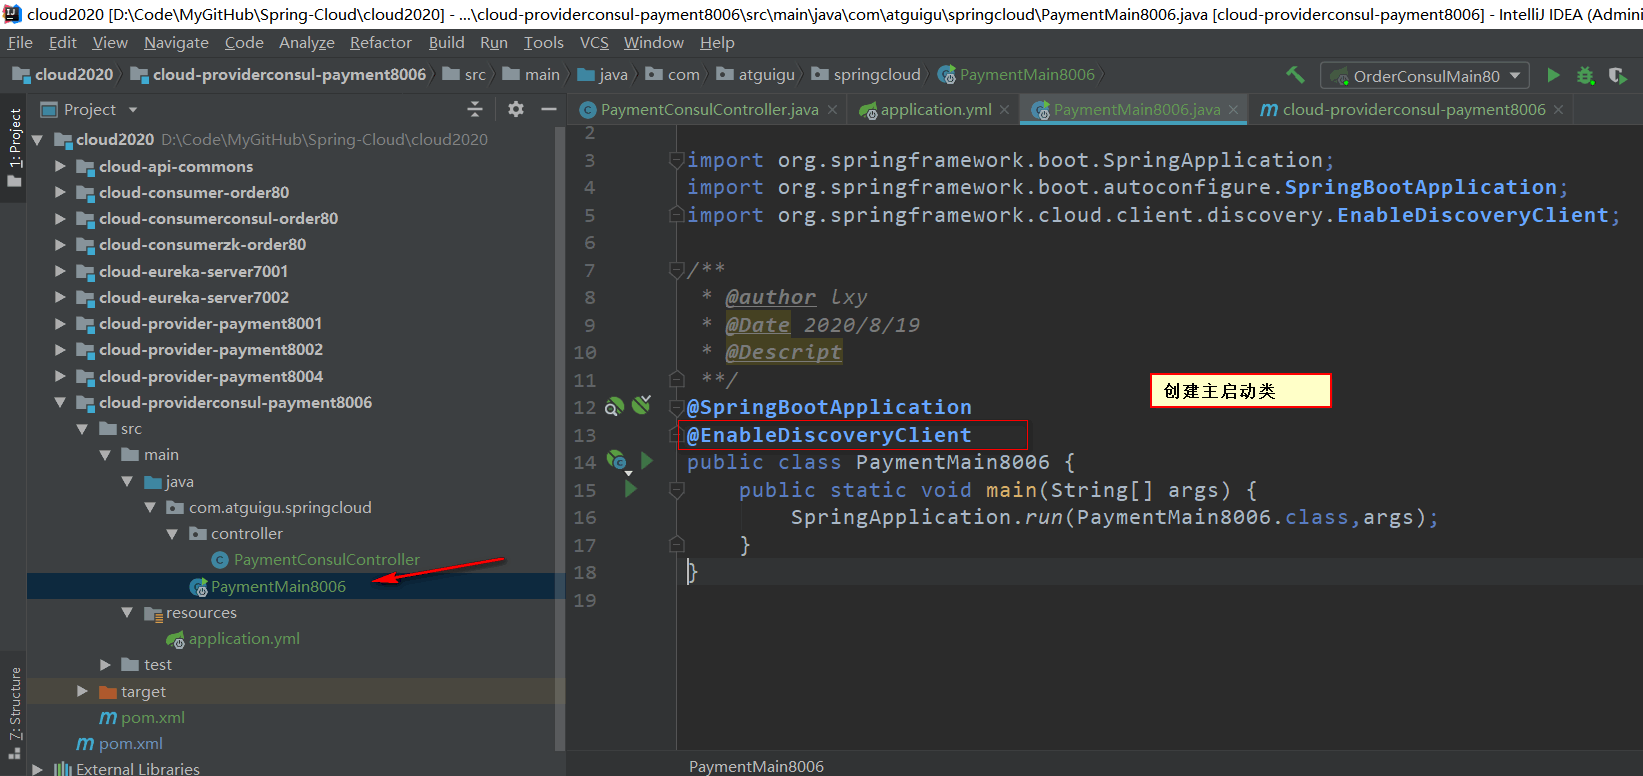 cloud2020 [D:\Code\MyGitHub\Spring-Cloud\cloud2020] - ...\cloud-providerconsul-payment8006\src\main\java\com\atguigu\springcloud\PaymentMain8006.java [cloud-providerconsul-payment8006] - IntelliJ IDEA (Admini
File Edit View Navigate Code Analyze Refactor Build Run Tools VCS Window Help
cloud2020 cloud-providerconsul-payment8006 src main java com atguigu springcloud PaymentMain8006 OrderConsulMain80
Project
PaymentConsulController.java application.yml PaymentMain8006.java cloud-providerconsul-payment8006
1: Project
7: Structure
cloud2020 D:\Code\MyGitHub\Spring-Cloud\cloud2020
cloud-api-commons
cloud-consumer-order80
cloud-consumerconsul-order80
cloud-consumerzk-order80
cloud-eureka-server7001
cloud-eureka-server7002
cloud-provider-payment8001
cloud-provider-payment8002
cloud-provider-payment8004
cloud-providerconsul-payment8006
src
main
java
com.atguigu.springcloud
controller
PaymentConsulController
PaymentMain8006
resources
application.yml
test
target
pom.xml
pom.xml
External Libraries
2
3 import org.springframework.boot.SpringApplication;
4 import org.springframework.boot.autoconfigure.SpringBootApplication;
5 import org.springframework.cloud.client.discovery.EnableDiscoveryClient;
6
7 /**
8 * @author lxy
9 * @Date 2020/8/19
10 * @Descript
11 **/
创建主启动类
12 @SpringBootApplication
13 @EnableDiscoveryClient
14 public class PaymentMain8006 {
15 public static void main(String[] args) {
16 SpringApplication.run(PaymentMain8006.class,args);
17 }
18 }
19
PaymentMain8006